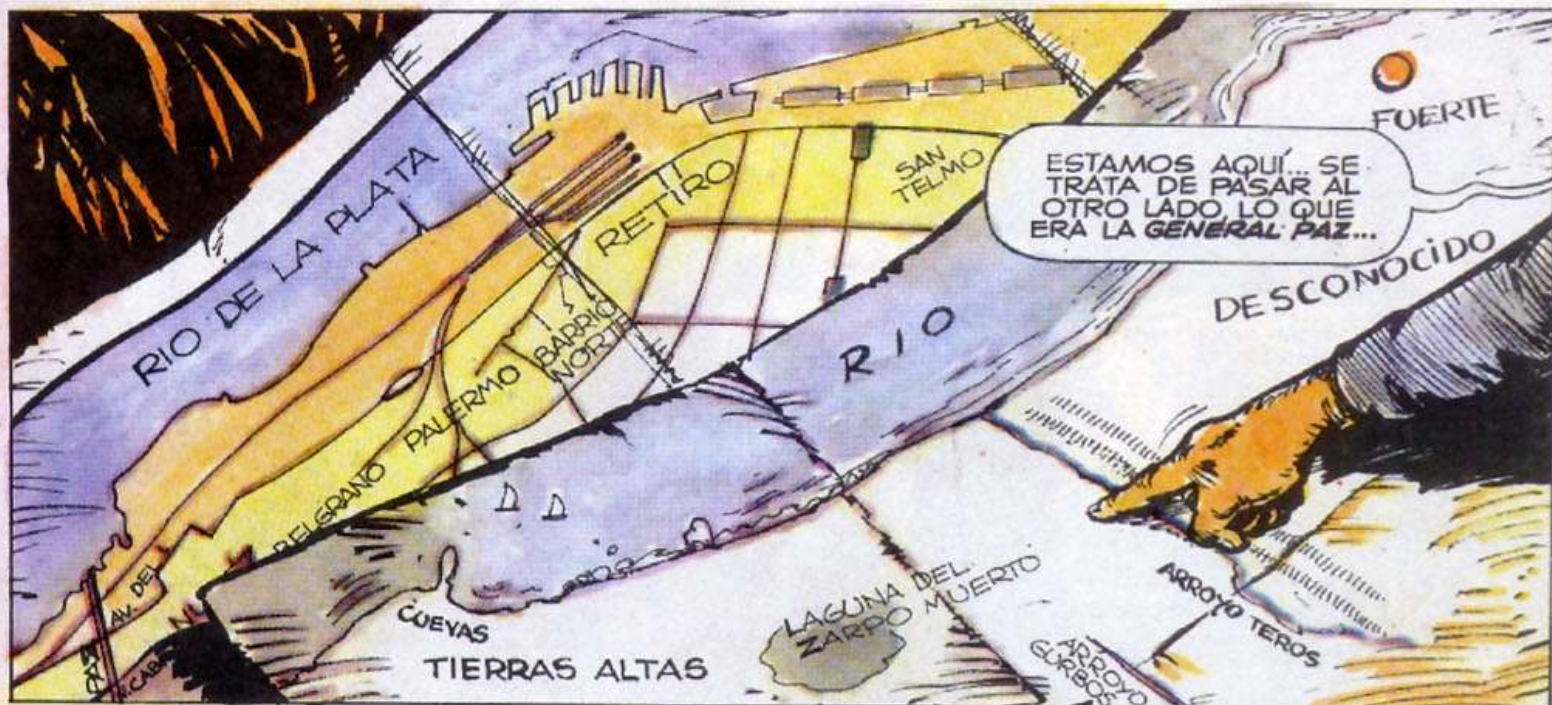 RIO DE LA PLATA
RETIRO
SAN
TELMO
BARRIO
NORTE
PALERMO
BELGRANO
AV. DEL
PAZ
FUERTE
ESTAMOS AQUÍ... SE
TRATA DE PASAR AL
OTRO LADO, LO QUE
ERA LA GENERAL PAZ...
DESCONOCIDO
RIO
CUEVAS
TIERRAS ALTAS
LAGUNA DEL
ZARPO MUERTO
ARROYO TEROS
ARROYO
GURBOS